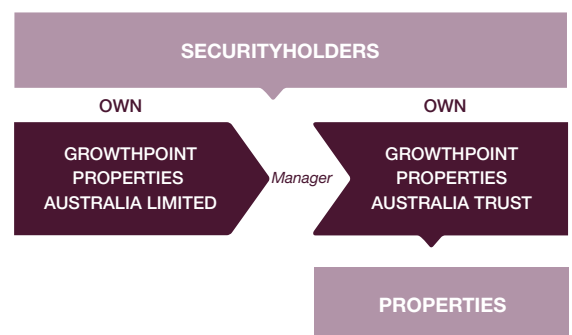 SECURITYHOLDERS
OWN
OWN
GROWTHPOINT
PROPERTIES
AUSTRALIA LIMITED
Manager
GROWTHPOINT
PROPERTIES
AUSTRALIA TRUST
PROPERTIES